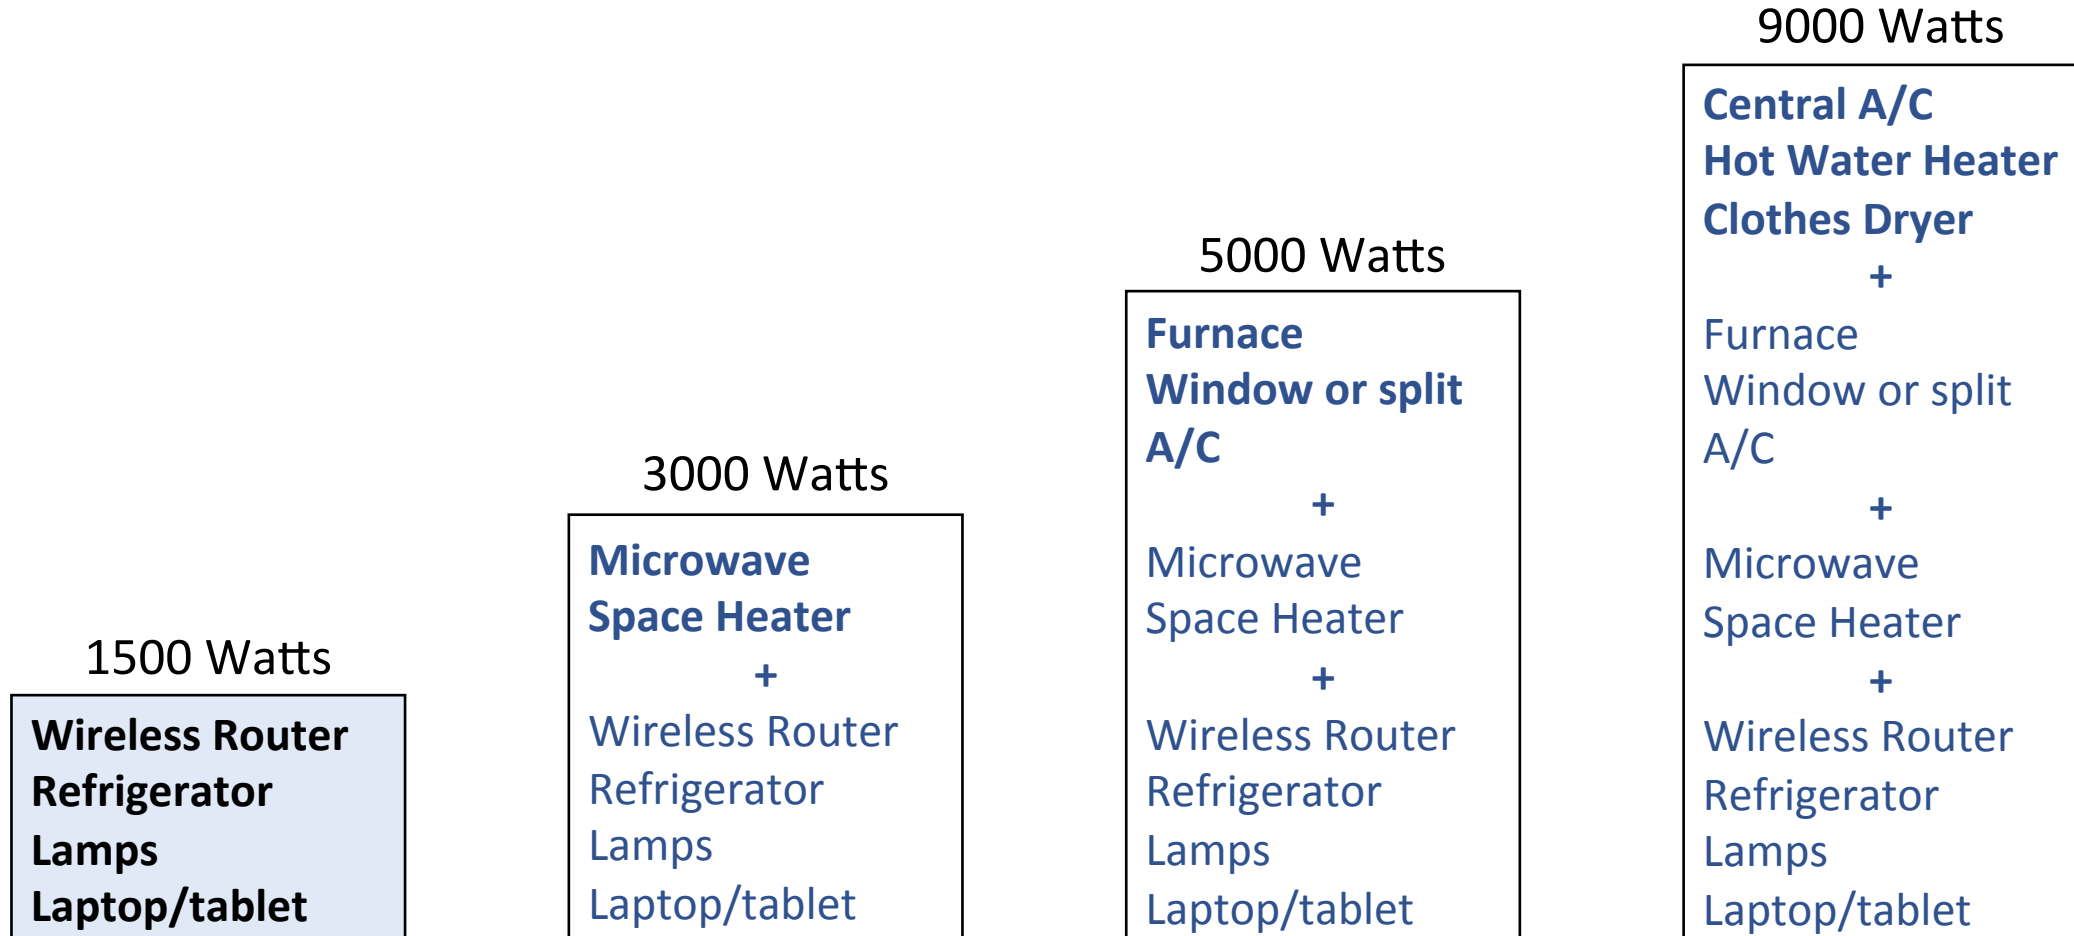 1500 Watts
Wireless Router
Refrigerator
Lamps
Laptop/tablet
3000 Watts
Microwave
Space Heater
+
Wireless Router
Refrigerator
Lamps
Laptop/tablet
5000 Watts
Furnace
Window or split
A/C
+
Microwave
Space Heater
+
Wireless Router
Refrigerator
Lamps
Laptop/tablet
9000 Watts
Central A/C
Hot Water Heater
Clothes Dryer
+
Furnace
Window or split
A/C
+
Microwave
Space Heater
+
Wireless Router
Refrigerator
Lamps
Laptop/tablet